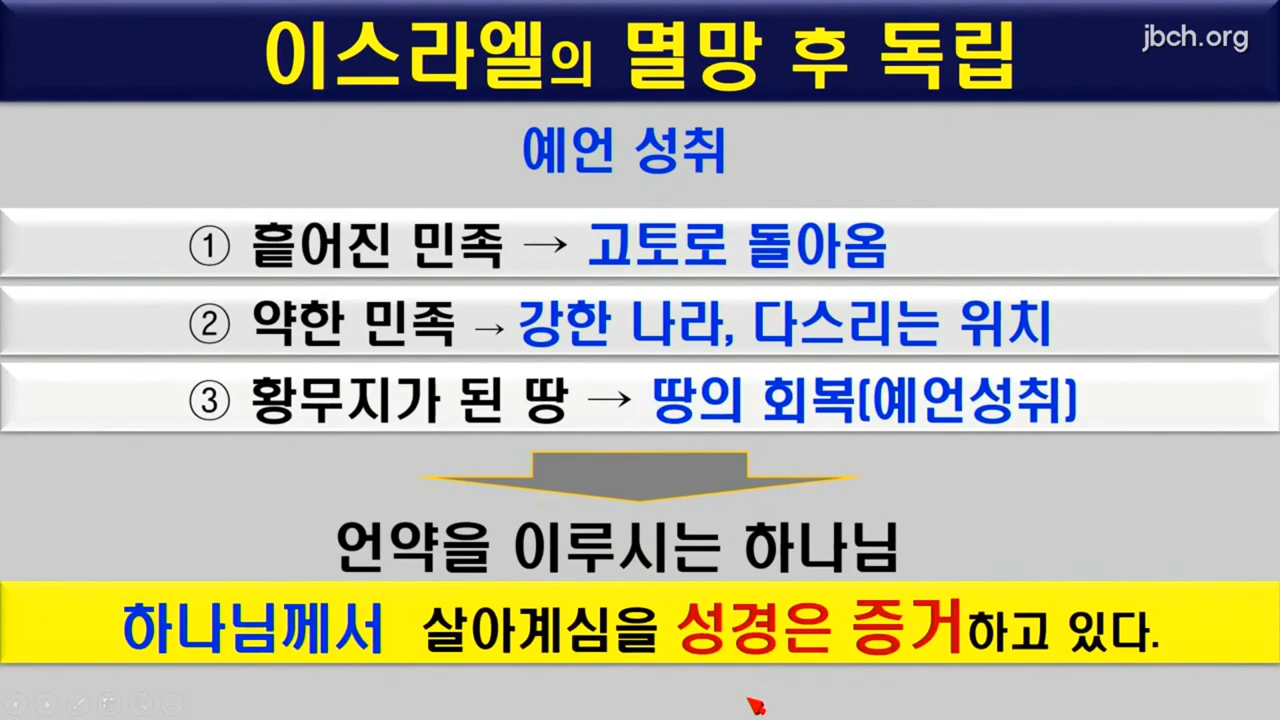 jbch.org
이스라엘의 멸망 후 독립
예언 성취
① 흩어진 민족 → 고토로 돌아옴
② 약한 민족 → 강한 나라, 다스리는 위치
③ 황무지가 된 땅 → 땅의 회복(예언성취)
언약을 이루시는 하나님
하나님께서 살아계심을 성경은 증거하고 있다.